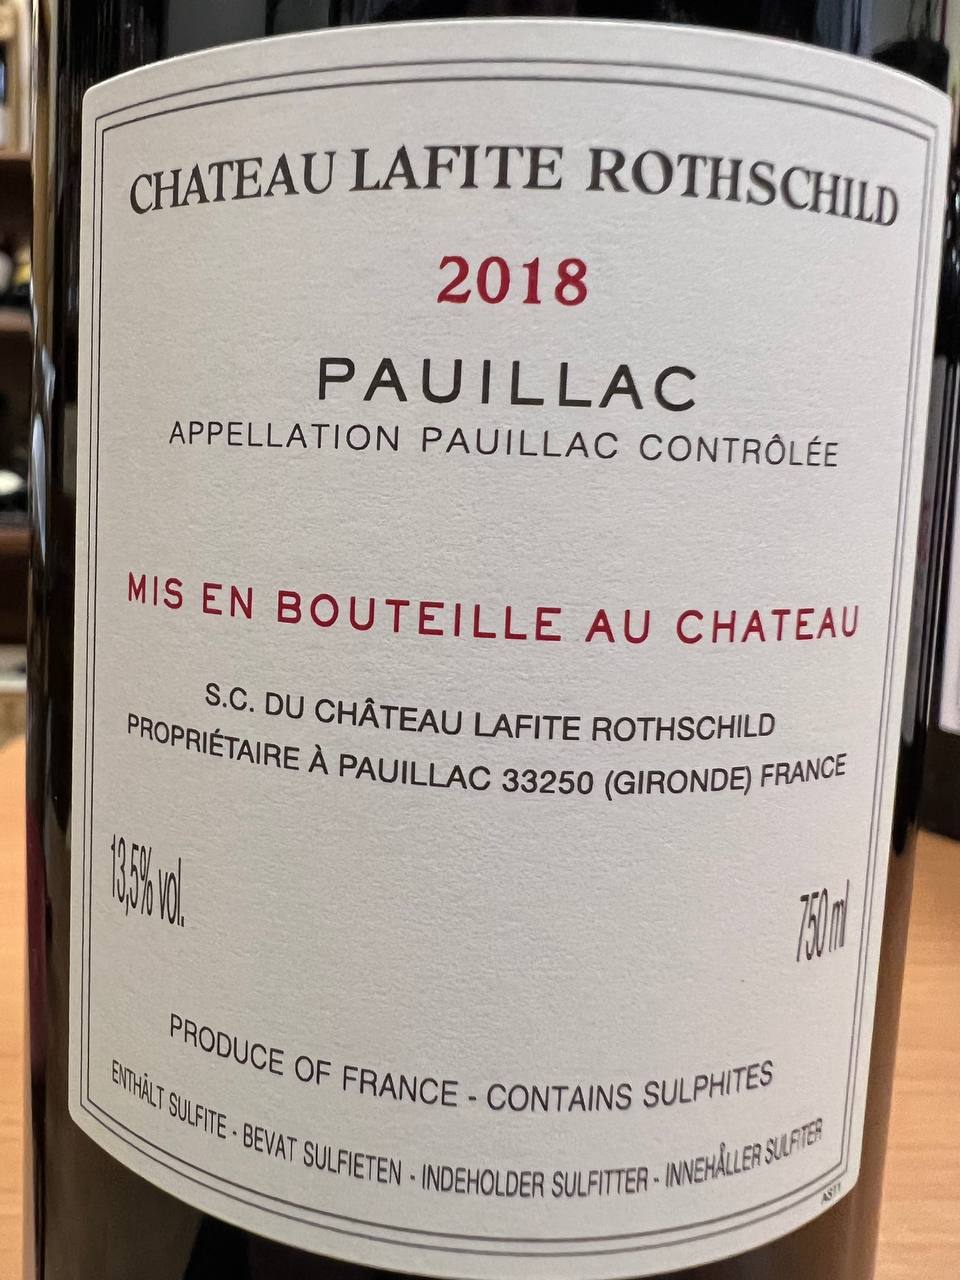 CHATEAU LAFITE ROTHSCHILD
2018
PAUILLAC
APPELLATION PAUILLAC CONTRÔLÉE
MIS EN BOUTEILLE AU CHATEAU
S.C. DU CHÂTEAU LAFITE ROTHSCHILD
PROPRIÉTAIRE À PAUILLAC 33250 (GIRONDE) FRANCE
13,5% vol.
750 ml
PRODUCE OF FRANCE - CONTAINS SULPHITES
ENTHÄLT SULFITE - BEVAT SULFIETEN - INDEHOLDER SULFITTER - INNEHÅLLER SULFITER